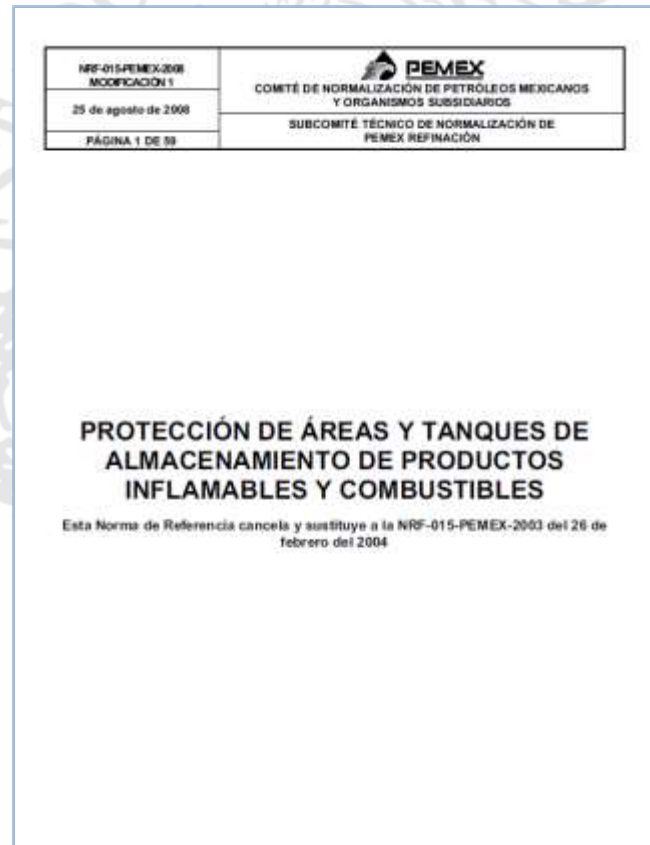 NRF-015-PEMEX-2008
MODIFICACIÓN 1
25 de agosto de 2008
PÁGINA 1 DE 59
PEMEX
COMITÉ DE NORMALIZACIÓN DE PETRÓLEOS MEXICANOS
Y ORGANISMOS SUBSIDIARIOS
SUBCOMITÉ TÉCNICO DE NORMALIZACIÓN DE
PEMEX REFINACIÓN
PROTECCIÓN DE ÁREAS Y TANQUES DE
ALMACENAMIENTO DE PRODUCTOS
INFLAMABLES Y COMBUSTIBLES
Esta Norma de Referencia cancela y sustituye a la NRF-015-PEMEX-2003 del 26 de
febrero del 2004